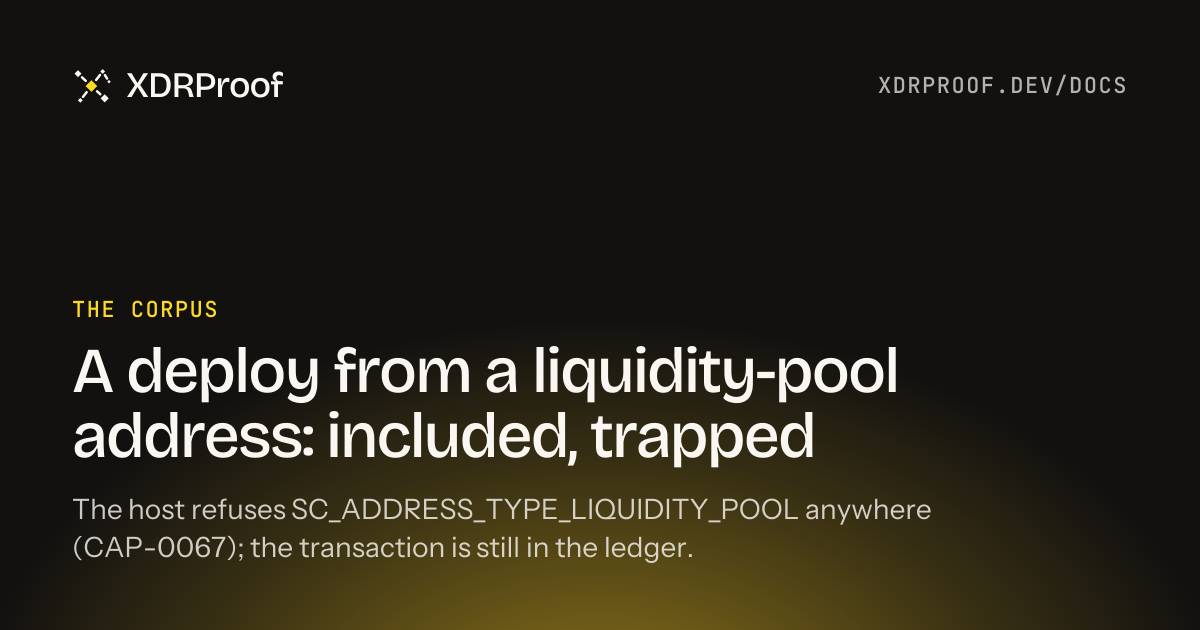 XDRProof
XDRPROOF.DEV/DOCS
THE CORPUS
A deploy from a liquidity-pool
address: included, trapped
The host refuses SC_ADDRESS_TYPE_LIQUIDITY_POOL anywhere
(CAP-0067); the transaction is still in the ledger.